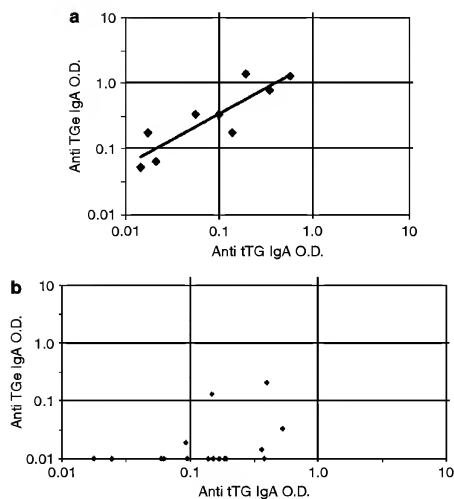 a
10
1.0
0.1
0.01
Anti TGe IgA O.D.
0.01 0.1 1.0 10
Anti tTG IgA O.D.
b
10
1.0
0.1
0.01
Anti TGe IgA O.D.
0.01 0.1 1.0 10
Anti tTG IgA O.D.